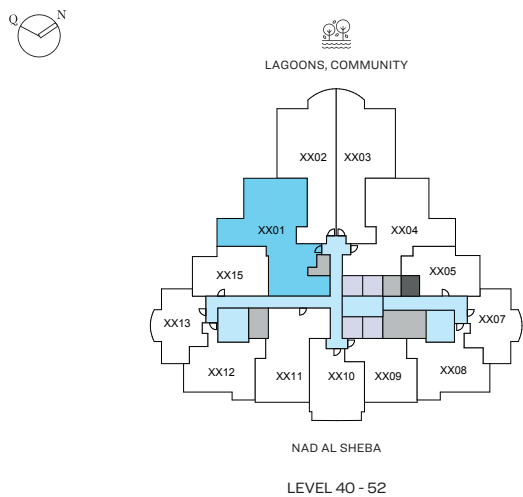 Q N
LAGOONS, COMMUNITY
XX02 XX03
XX01 XX04
XX15 XX05
XX13 XX07
XX12 XX11 XX10 XX09 XX08
NAD AL SHEBA
LEVEL 40 - 52